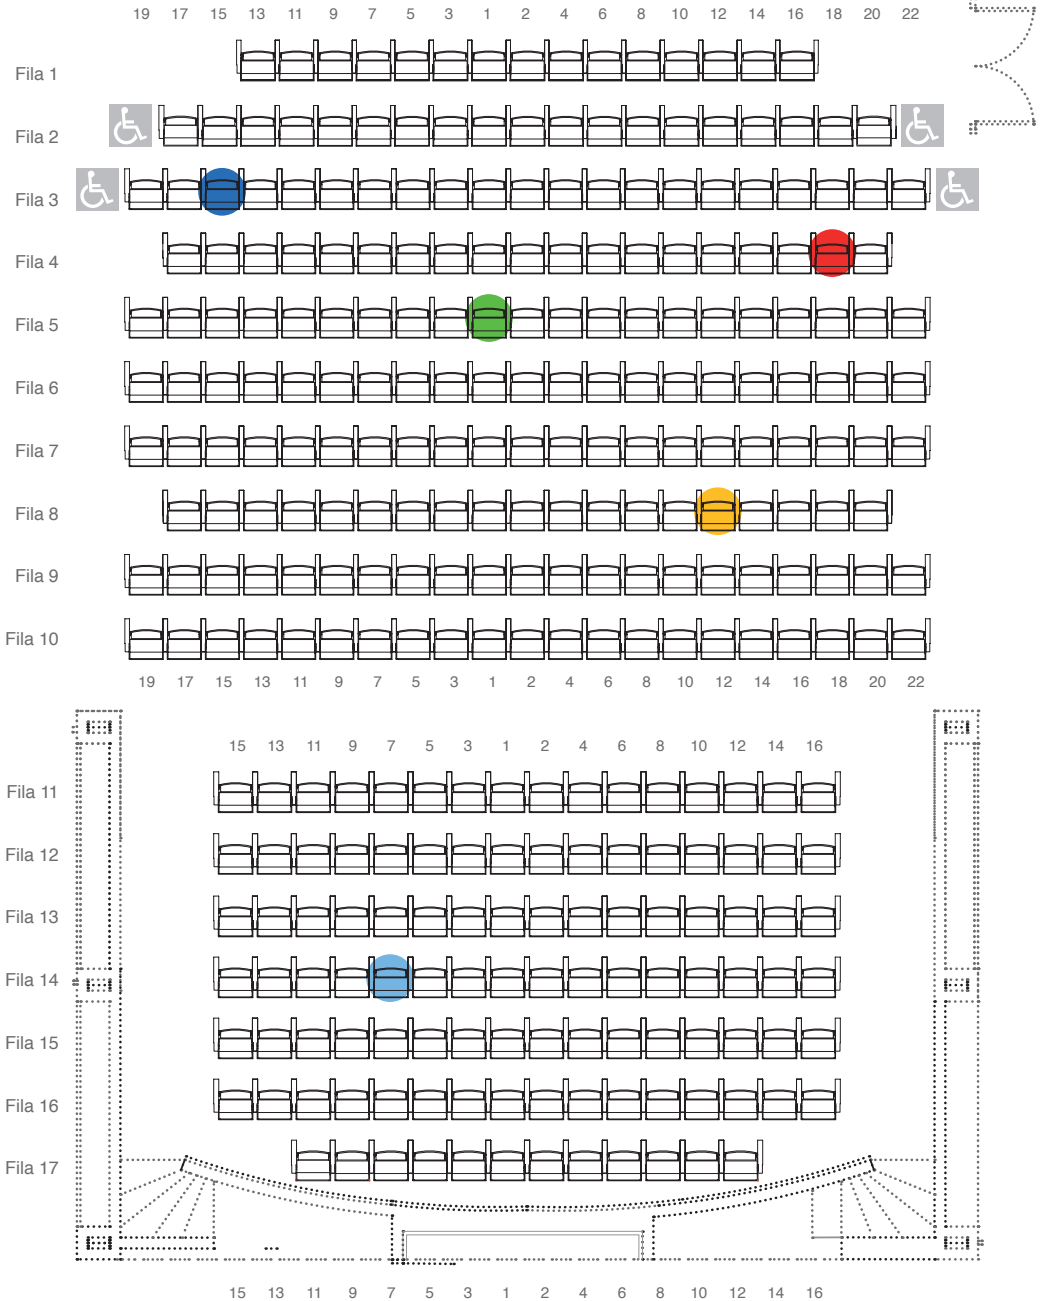 19 17 15 13 11 9 7 5 3 1 2 4 6 8 10 12 14 16 18 20 22
Fila 1
Fila 2
Fila 3
Fila 4
Fila 5
Fila 6
Fila 7
Fila 8
Fila 9
Fila 10
19 17 15 13 11 9 7 5 3 1 2 4 6 8 10 12 14 16 18 20 22
15 13 11 9 7 5 3 1 2 4 6 8 10 12 14 16
Fila 11
Fila 12
Fila 13
Fila 14
Fila 15
Fila 16
Fila 17
15 13 11 9 7 5 3 1 2 4 6 8 10 12 14 16